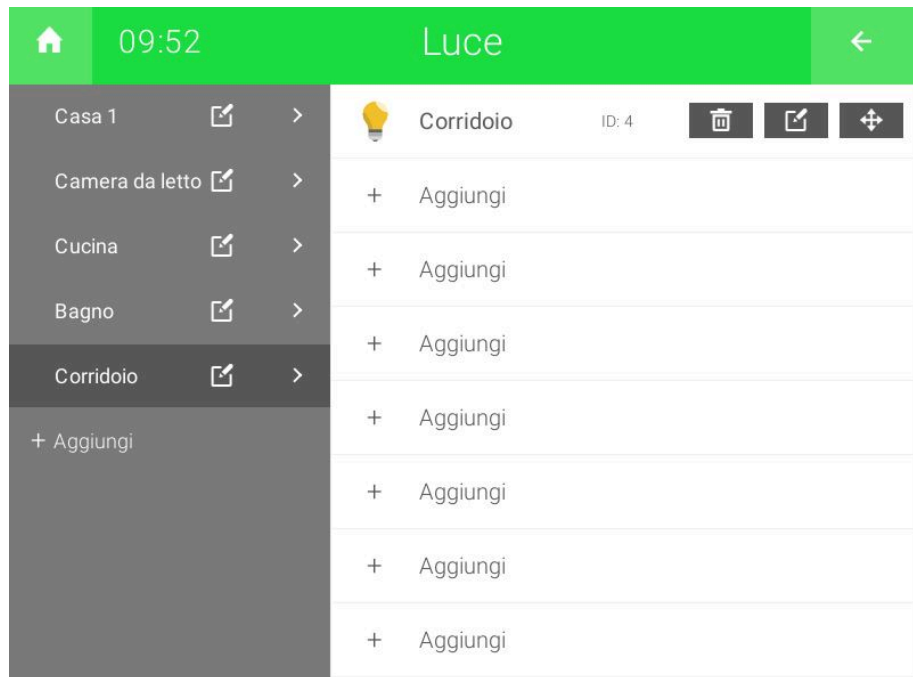 09:52 Luce
Casa 1
Camera da letto
Cucina
Bagno
Corridoio
+ Aggiungi
Corridoio ID: 4
+ Aggiungi
+ Aggiungi
+ Aggiungi
+ Aggiungi
+ Aggiungi
+ Aggiungi
+ Aggiungi